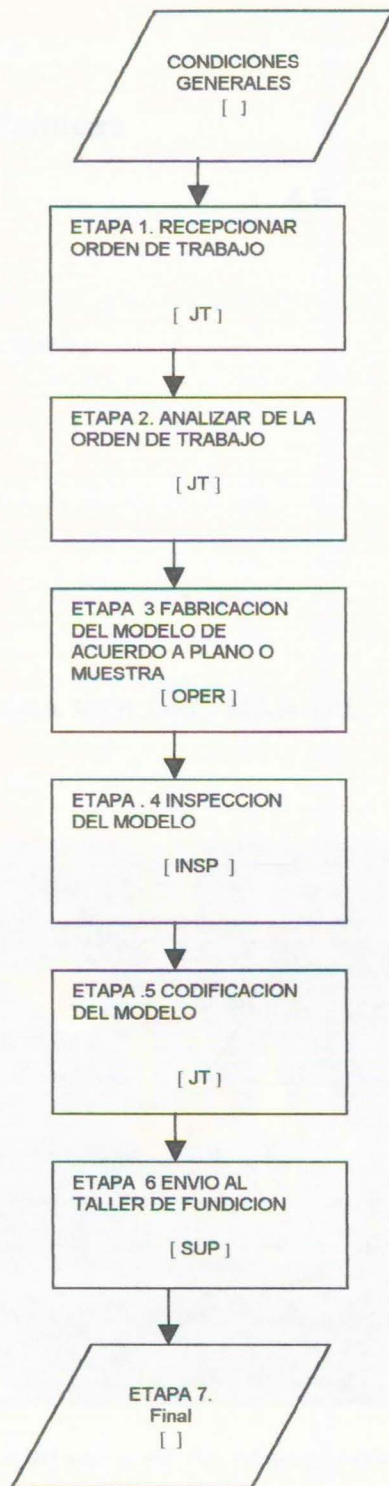 CONDICIONES
GENERALES
[ ]
ETAPA 1. RECEPCIONAR
ORDEN DE TRABAJO
[ JT ]
ETAPA 2. ANALIZAR DE LA
ORDEN DE TRABAJO
[ JT ]
ETAPA 3 FABRICACION
DEL MODELO DE
ACUERDO A PLANO O
MUESTRA
[ OPER ]
ETAPA . 4 INSPECCION
DEL MODELO
[ INSP ]
ETAPA .5 CODIFICACION
DEL MODELO
[ JT ]
ETAPA 6 ENVIO AL
TALLER DE FUNDICION
[ SUP ]
ETAPA 7.
Final
[ ]